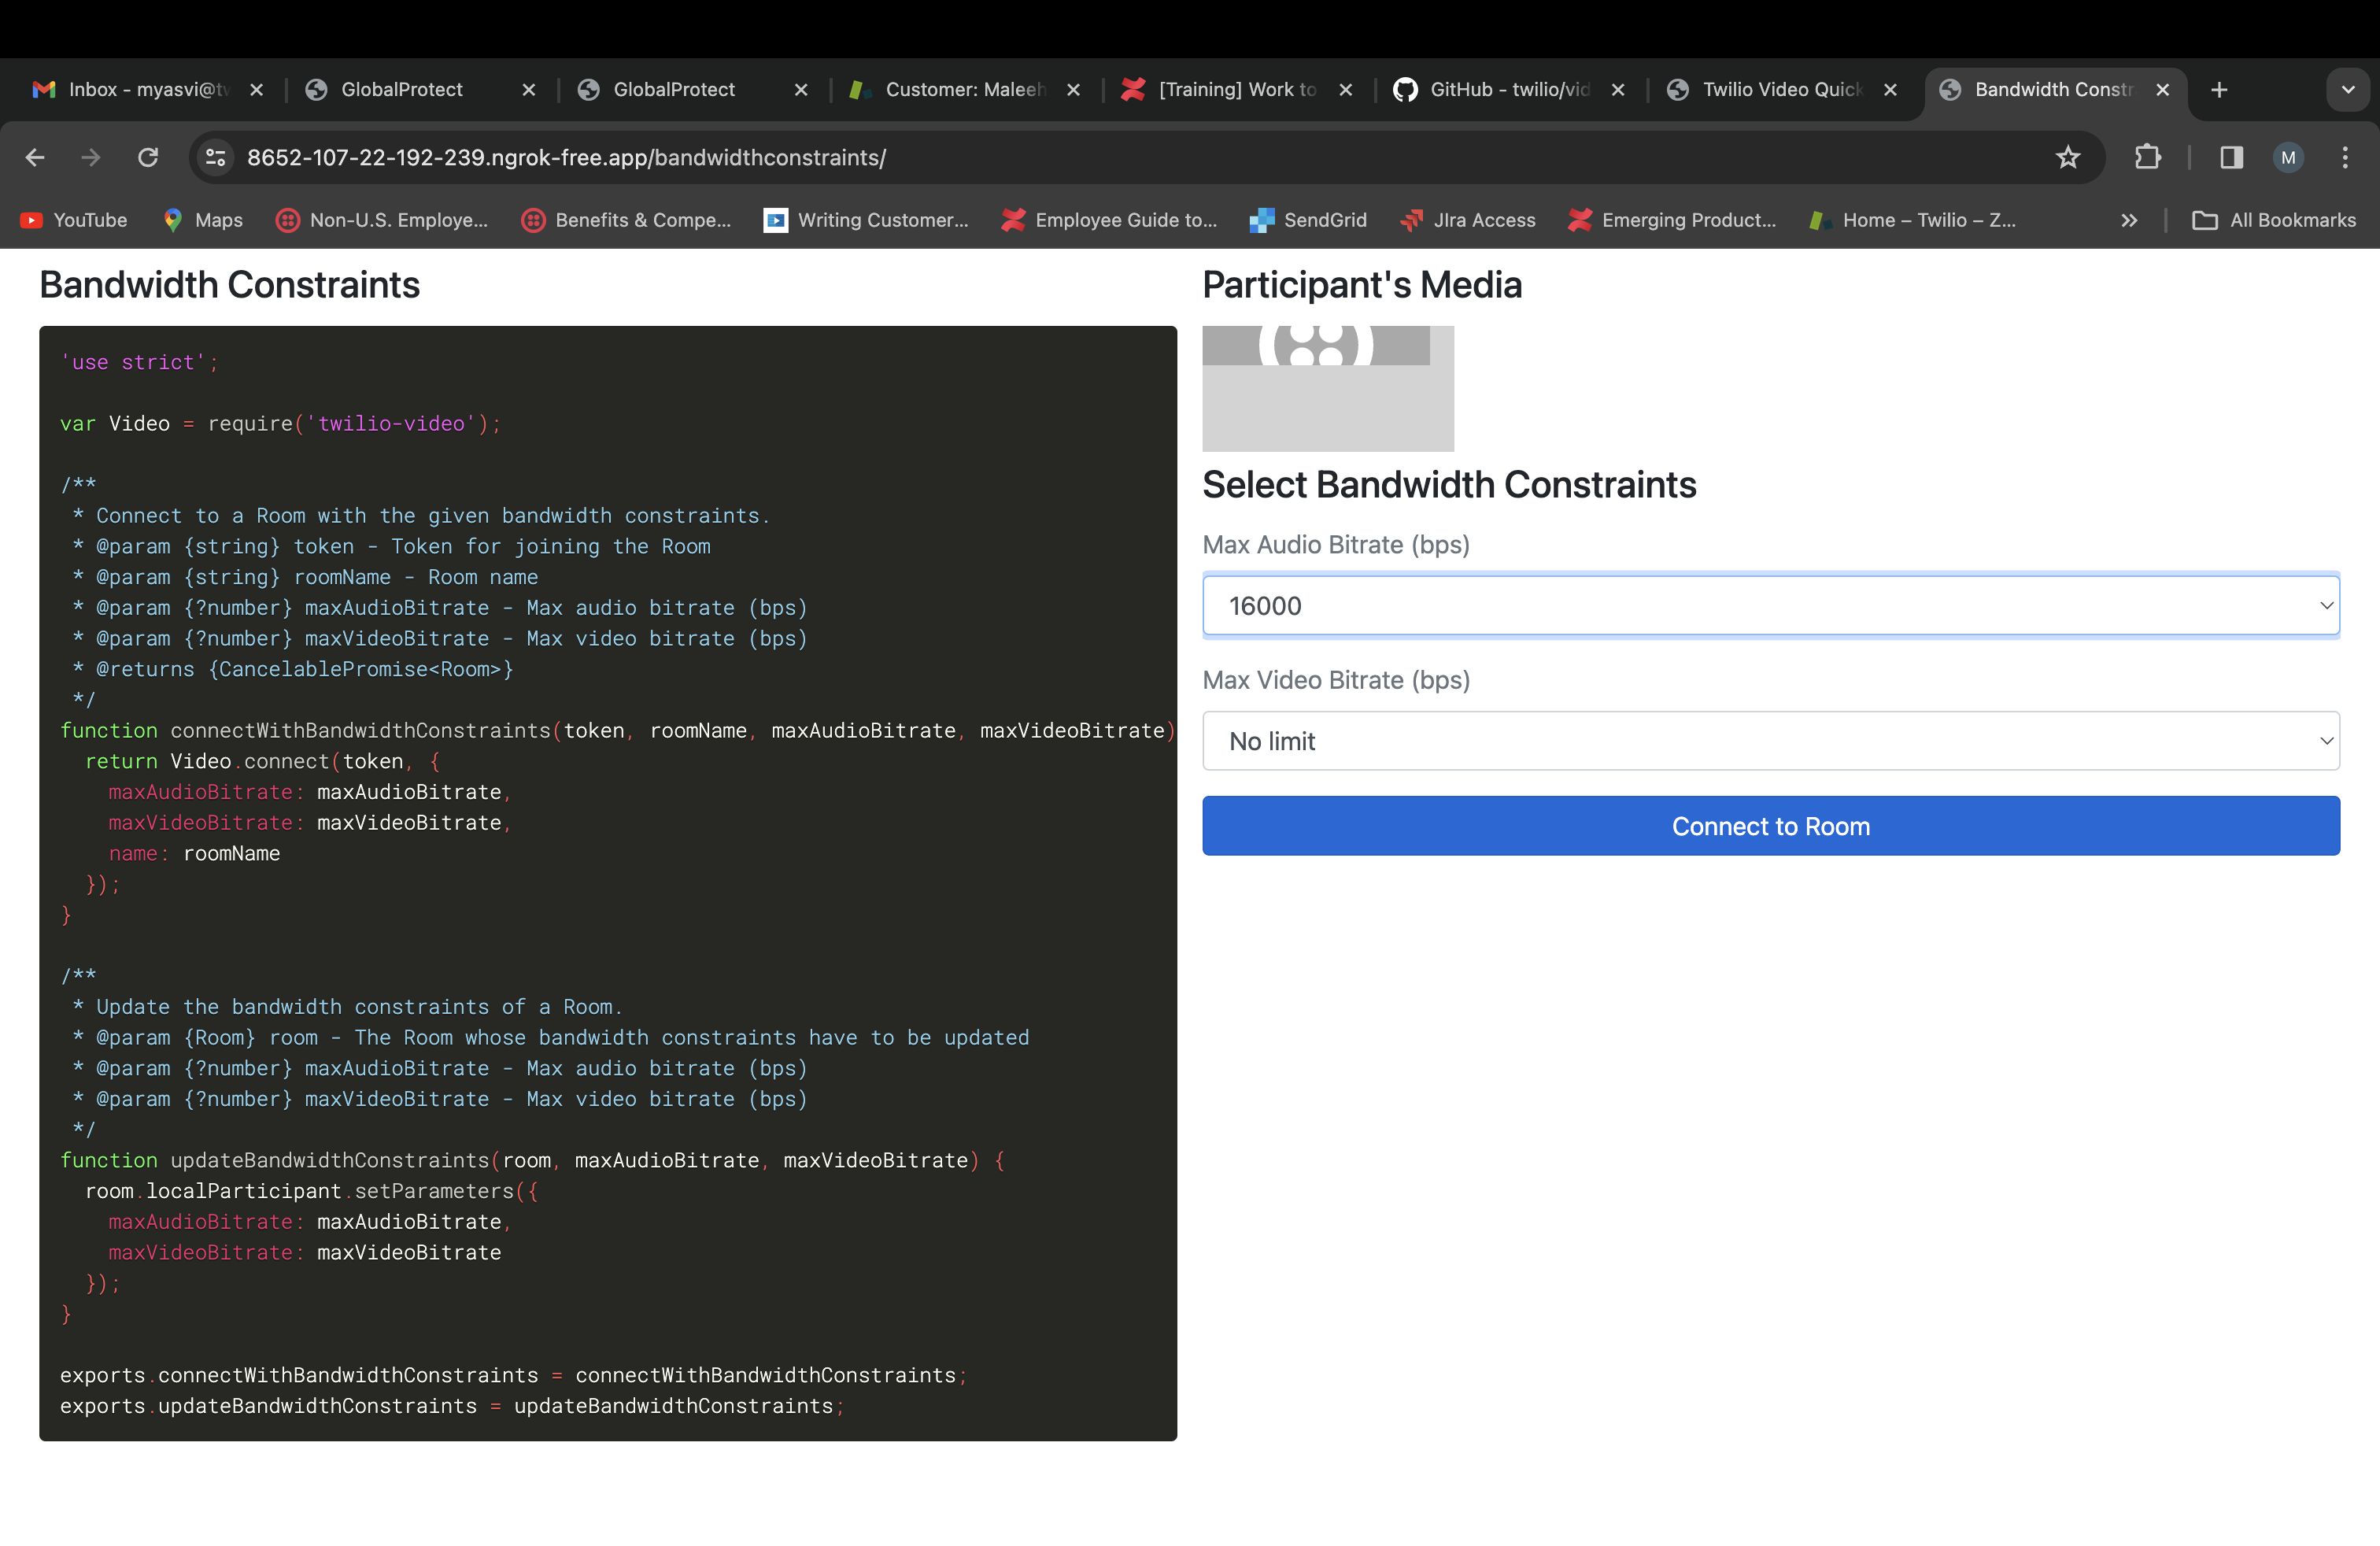 Inbox - myasvi@tw
GlobalProtect
GlobalProtect
Customer: Maleeh
[Training] Work to
GitHub - twilio/vid
Twilio Video Quick
Bandwidth Constr
8652-107-22-192-239.ngrok-free.app/bandwidthconstraints/
M
YouTube
Maps
Non-U.S. Employe...
Benefits & Compe...
Writing Customer...
Employee Guide to...
SendGrid
JIra Access
Emerging Product...
Home – Twilio – Z...
All Bookmarks
Bandwidth Constraints
'use strict';
var Video = require('twilio-video');
/**
* Connect to a Room with the given bandwidth constraints.
* @param {string} token - Token for joining the Room
* @param {string} roomName - Room name
* @param {?number} maxAudioBitrate - Max audio bitrate (bps)
* @param {?number} maxVideoBitrate - Max video bitrate (bps)
* @returns {CancelablePromise<Room>}
*/
function connectWithBandwidthConstraints(token, roomName, maxAudioBitrate, maxVideoBitrate)
return Video.connect(token, {
maxAudioBitrate: maxAudioBitrate,
maxVideoBitrate: maxVideoBitrate,
name: roomName
});
}
/**
* Update the bandwidth constraints of a Room.
* @param {Room} room - The Room whose bandwidth constraints have to be updated
* @param {?number} maxAudioBitrate - Max audio bitrate (bps)
* @param {?number} maxVideoBitrate - Max video bitrate (bps)
*/
function updateBandwidthConstraints(room, maxAudioBitrate, maxVideoBitrate) {
room.localParticipant.setParameters({
maxAudioBitrate: maxAudioBitrate,
maxVideoBitrate: maxVideoBitrate
});
}
exports.connectWithBandwidthConstraints = connectWithBandwidthConstraints;
exports.updateBandwidthConstraints = updateBandwidthConstraints;
Participant's Media
Select Bandwidth Constraints
Max Audio Bitrate (bps)
16000
Max Video Bitrate (bps)
No limit
Connect to Room